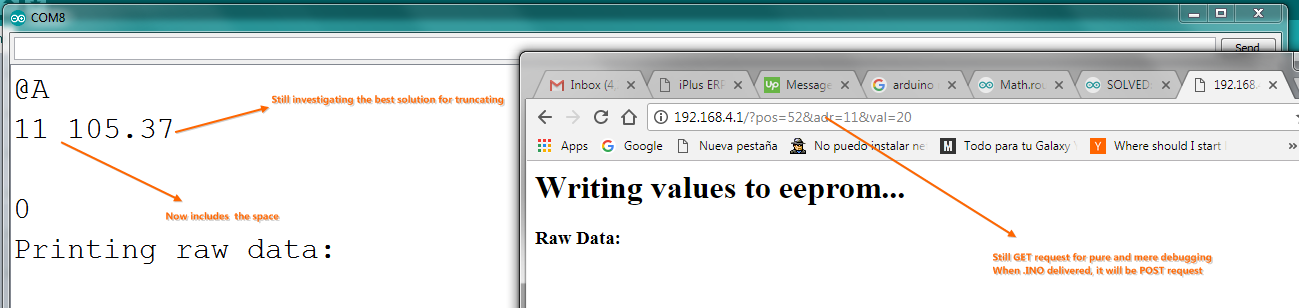 COM8
Send
@A
11 105.37
Still investigating the best solution for truncating
Now includes the space
0
Printing raw data:
Inbox (4
iPlus ERP
Up Message
arduino
Math.rou
SOLVED:
192.168.
192.168.4.1/?pos=52&adr=11&val=20
Apps
Google
Nueva pestaña
No puedo instalar ne
M Todo para tu Galaxy
Y Where should I start
»
Writing values to eeprom...
Raw Data:
Still GET request for pure and mere debugging
When .INO delivered, it will be POST request